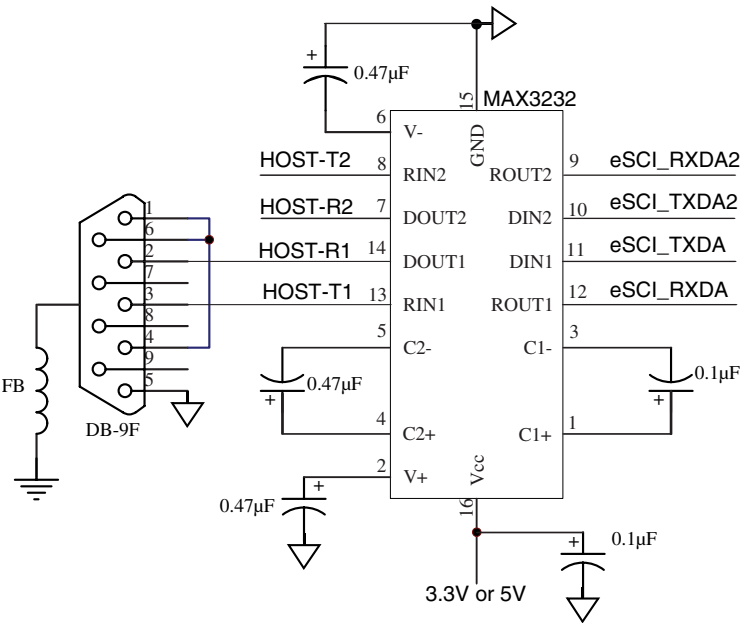 +
0.47µF
15
MAX3232
GND
6
V-
HOST-T2
8
RIN2
ROUT2
9
eSCI_RXDA2
HOST-R2
7
DOUT2
DIN2
10
eSCI_TXDA2
HOST-R1
14
DOUT1
DIN1
11
eSCI_TXDA
HOST-T1
13
RIN1
ROUT1
12
eSCI_RXDA
1
6
2
7
3
8
4
9
5
DB-9F
FB
5
C2-
C1-
3
0.47µF
+
0.1µF
+
4
C2+
C1+
1
2
V+
Vcc
16
+
0.47µF
+
0.1µF
3.3V or 5V